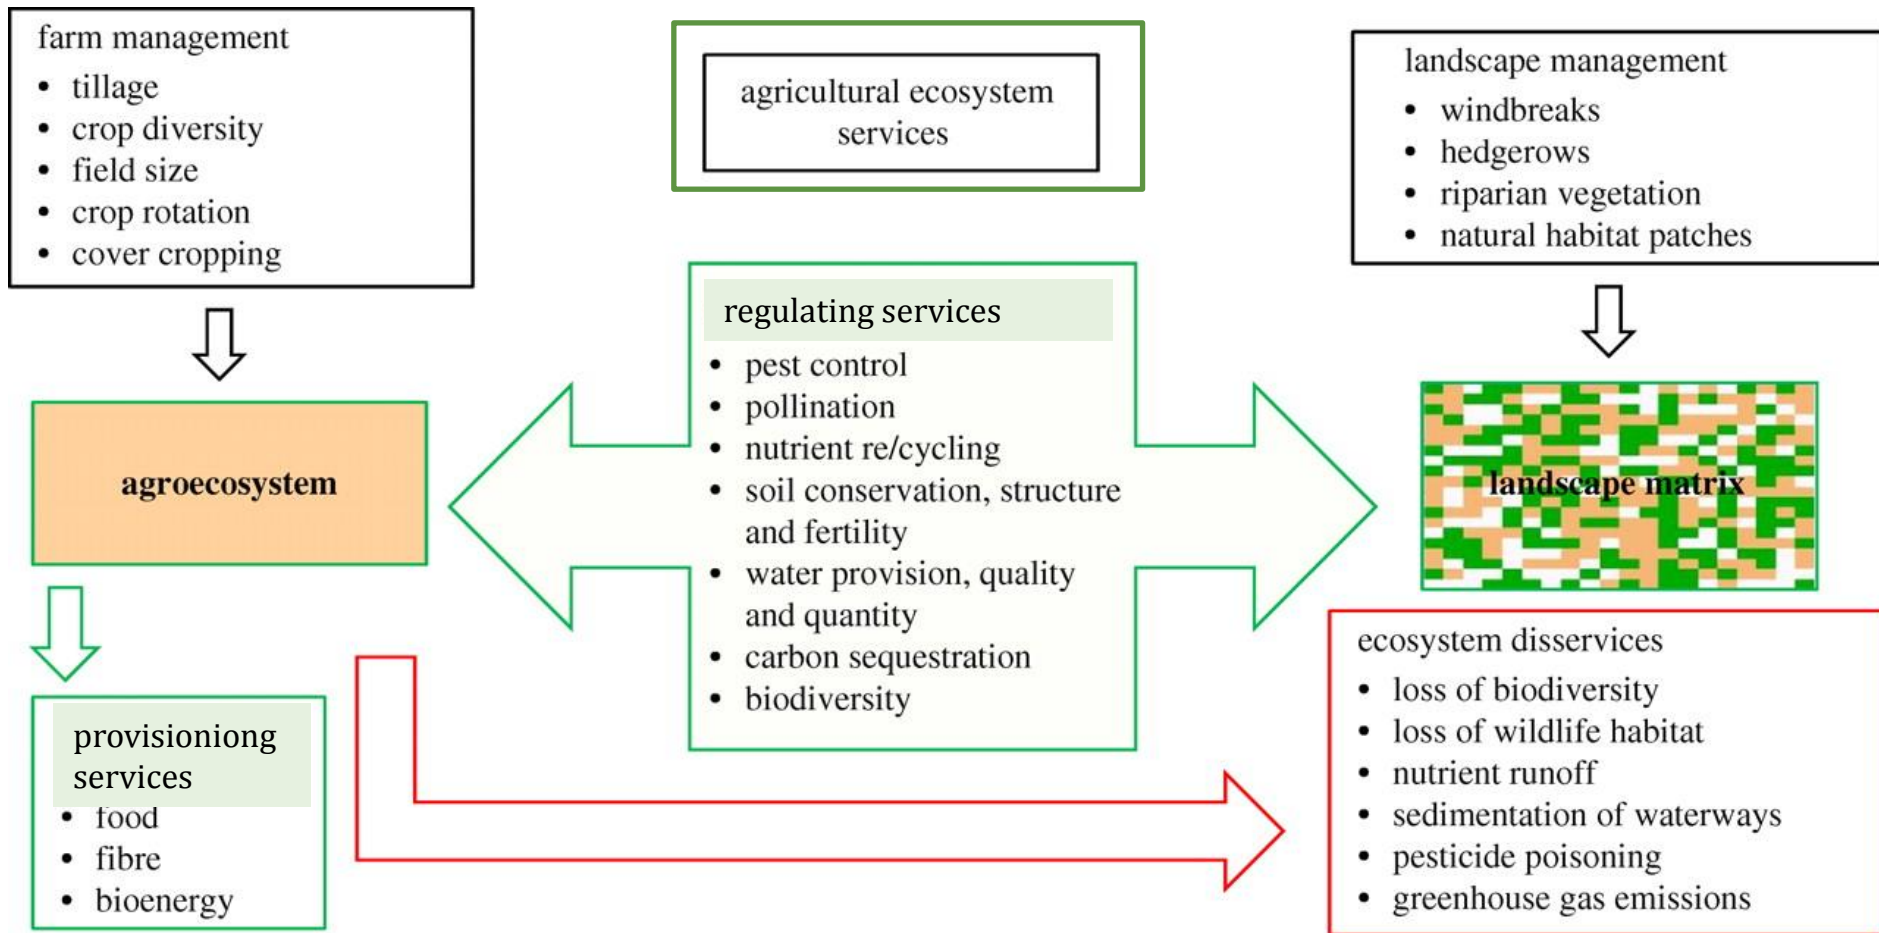 farm management
• tillage
• crop diversity
• field size
• crop rotation
• cover cropping
agricultural ecosystem
services
landscape management
• windbreaks
• hedgerows
• riparian vegetation
• natural habitat patches
regulating services
• pest control
• pollination
• nutrient re/cycling
• soil conservation, structure
and fertility
• water provision, quality
and quantity
• carbon sequestration
• biodiversity
agroecosystem
landscape matrix
provisioniong
services
• food
• fibre
• bioenergy
ecosystem disservices
• loss of biodiversity
• loss of wildlife habitat
• nutrient runoff
• sedimentation of waterways
• pesticide poisoning
• greenhouse gas emissions